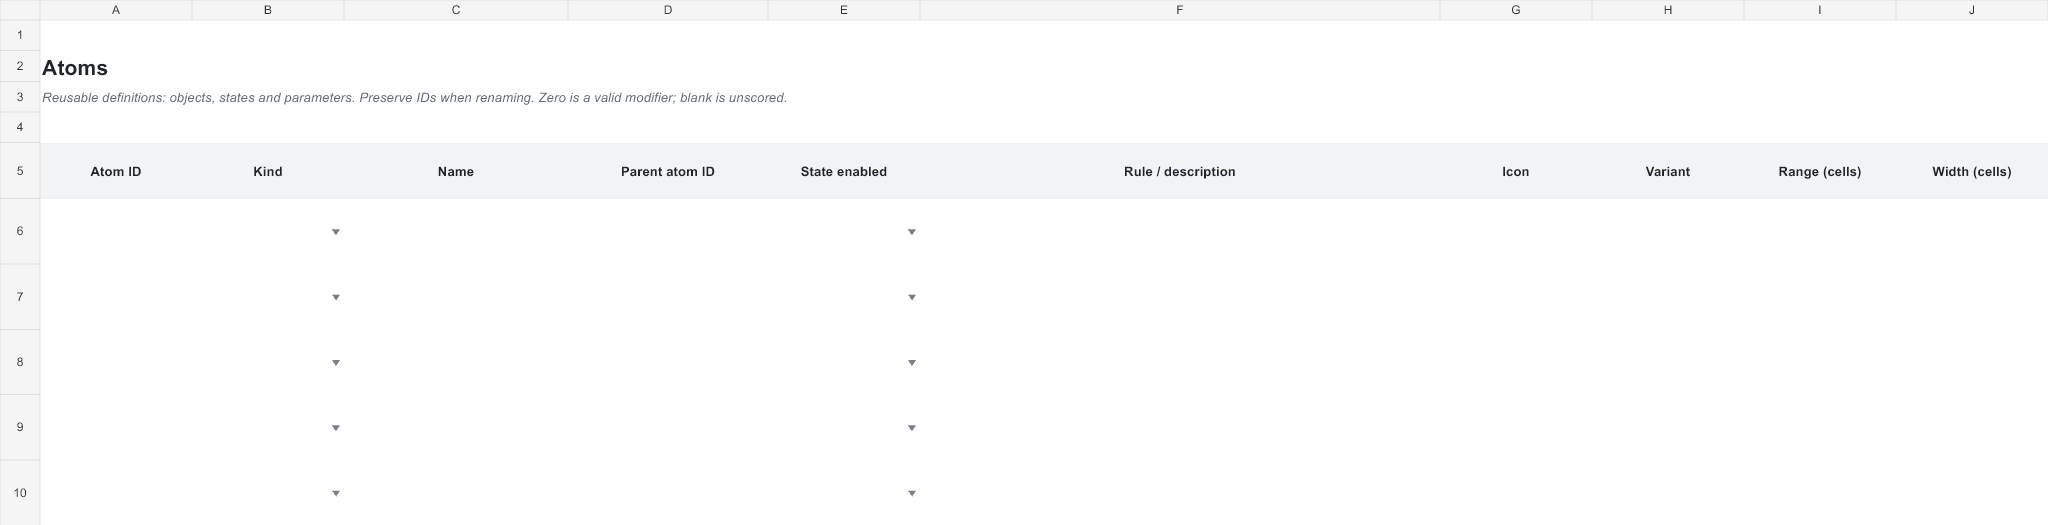 A B C D E F G H I J
1
2 Atoms
3 Reusable definitions: objects, states and parameters. Preserve IDs when renaming. Zero is a valid modifier; blank is unscored.
4
5 Atom ID Kind Name Parent atom ID State enabled Rule / description Icon Variant Range (cells) Width (cells)
6
7
8
9
10